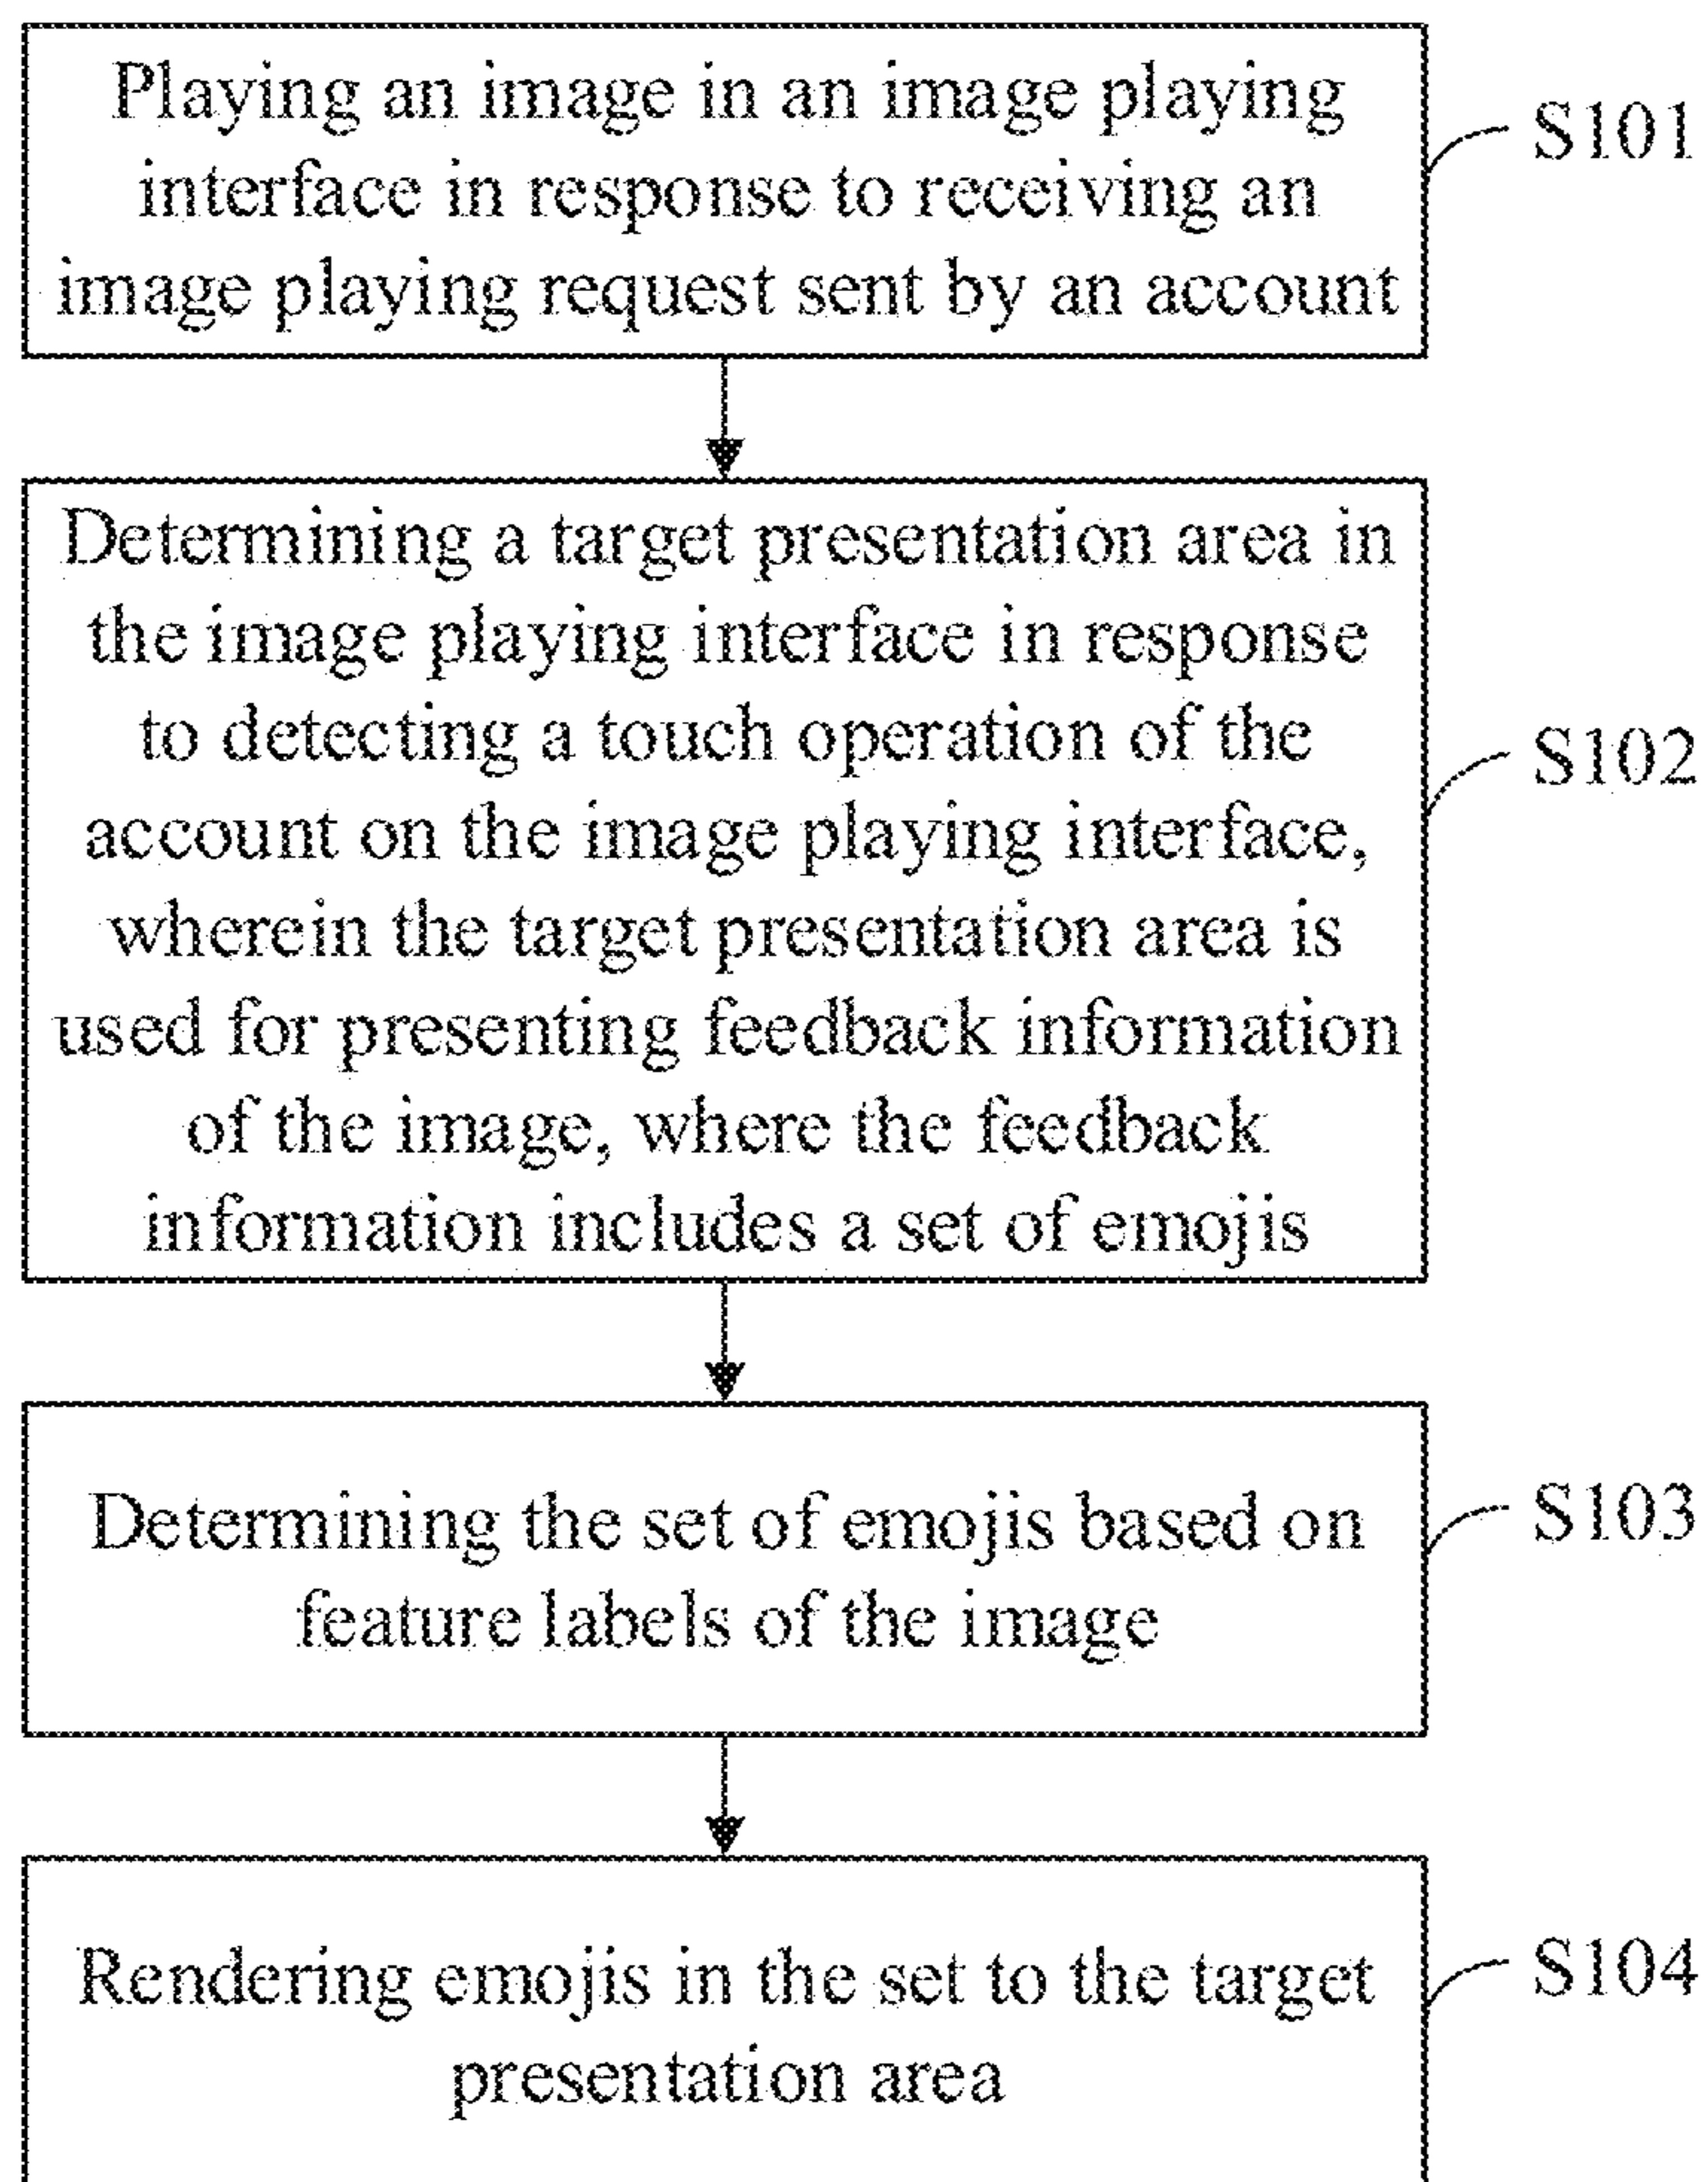 Playing an image in an image playing
interface in response to receiving an
image playing request sent by an account
S101
Determining a target presentation area in
the image playing interface in response
to detecting a touch operation of the
account on the image playing interface,
wherein the target presentation area is
used for presenting feedback information
of the image, where the feedback
information includes a set of emojis
S102
Determining the set of emojis based on
feature labels of the image
S103
Rendering emojis in the set to the target
presentation area
S104